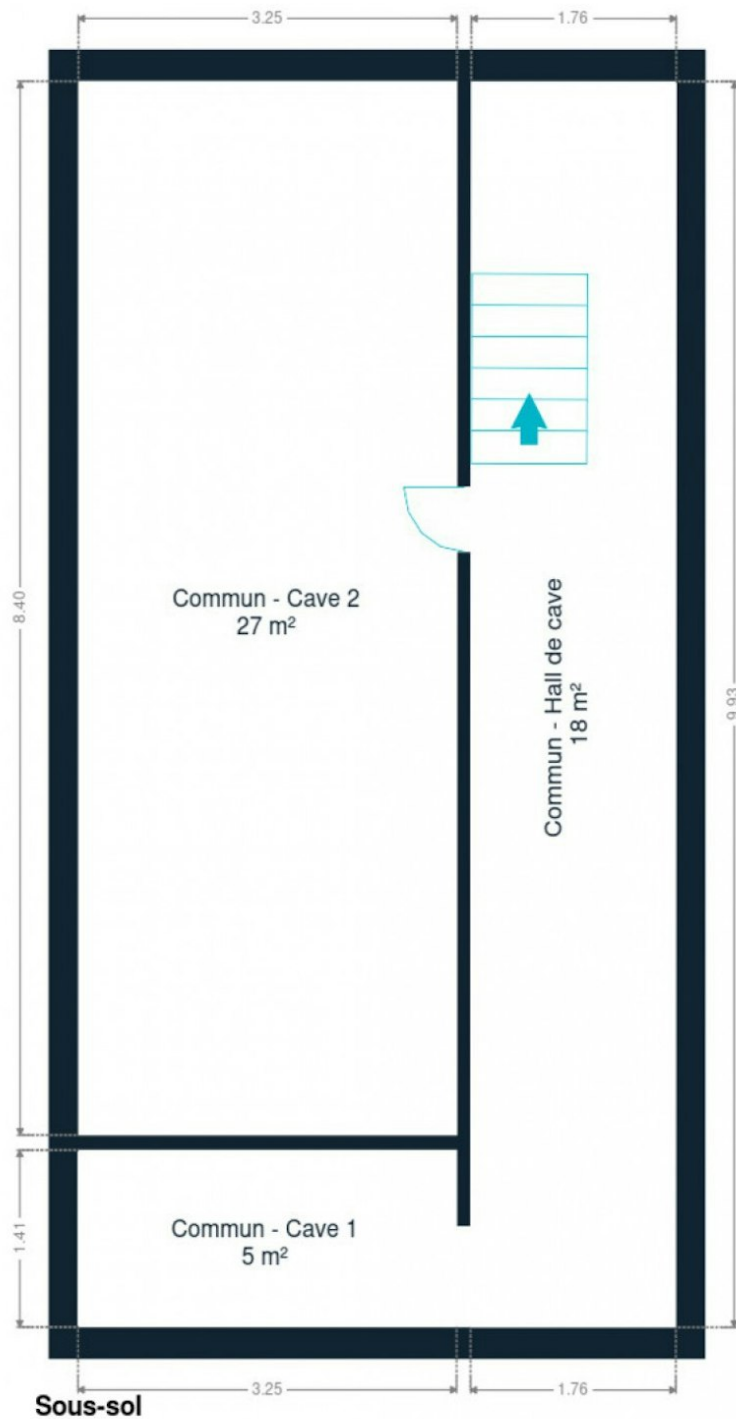 3.25
1.76
8.40
Commun - Cave 2
27 m²
Commun - Hall de cave
18 m²
9.93
1.41
Commun - Cave 1
5 m²
3.25
1.76
Sous-sol